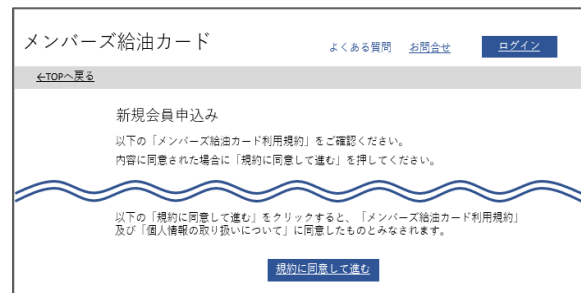 メンバーズ給油カード
よくある質問 お問合せ ログイン
←TOPへ戻る
新規会員申込み
以下の「メンバーズ給油カード利用規約」をご確認ください。
内容に同意された場合に「規約に同意して進む」を押してください。
以下の「規約に同意して進む」をクリックすると、「メンバーズ給油カード利用規約」
及び「個人情報の取り扱いについて」に同意したものとみなされます。
規約に同意して進む